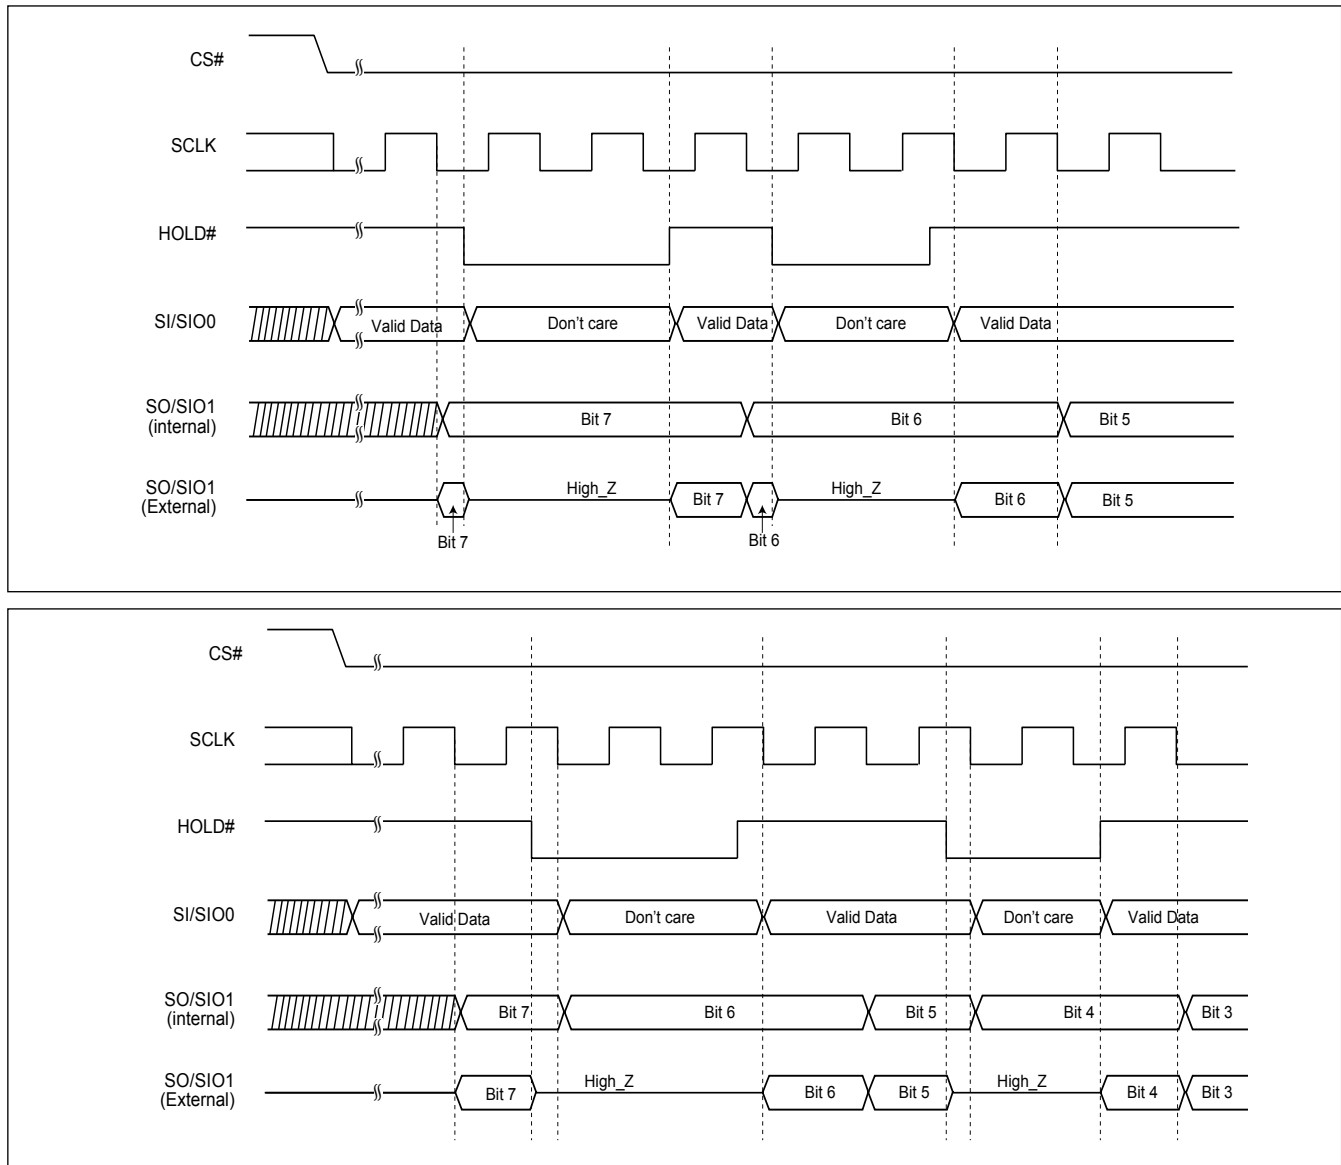 CS#
SCLK
HOLD#
SI/SIO0 Valid Data Don't care Valid Data Don't care Valid Data
SO/SIO1
(internal) Bit 7 Bit 6 Bit 5
SO/SIO1
(External) High_Z Bit 7 High_Z Bit 6 Bit 5
Bit 7 Bit 6
CS#
SCLK
HOLD#
SI/SIO0 Valid Data Don't care Valid Data Don't care Valid Data
SO/SIO1
(internal) Bit 7 Bit 6 Bit 5 Bit 4 Bit 3
SO/SIO1
(External) Bit 7 High_Z Bit 6 Bit 5 High_Z Bit 4 Bit 3